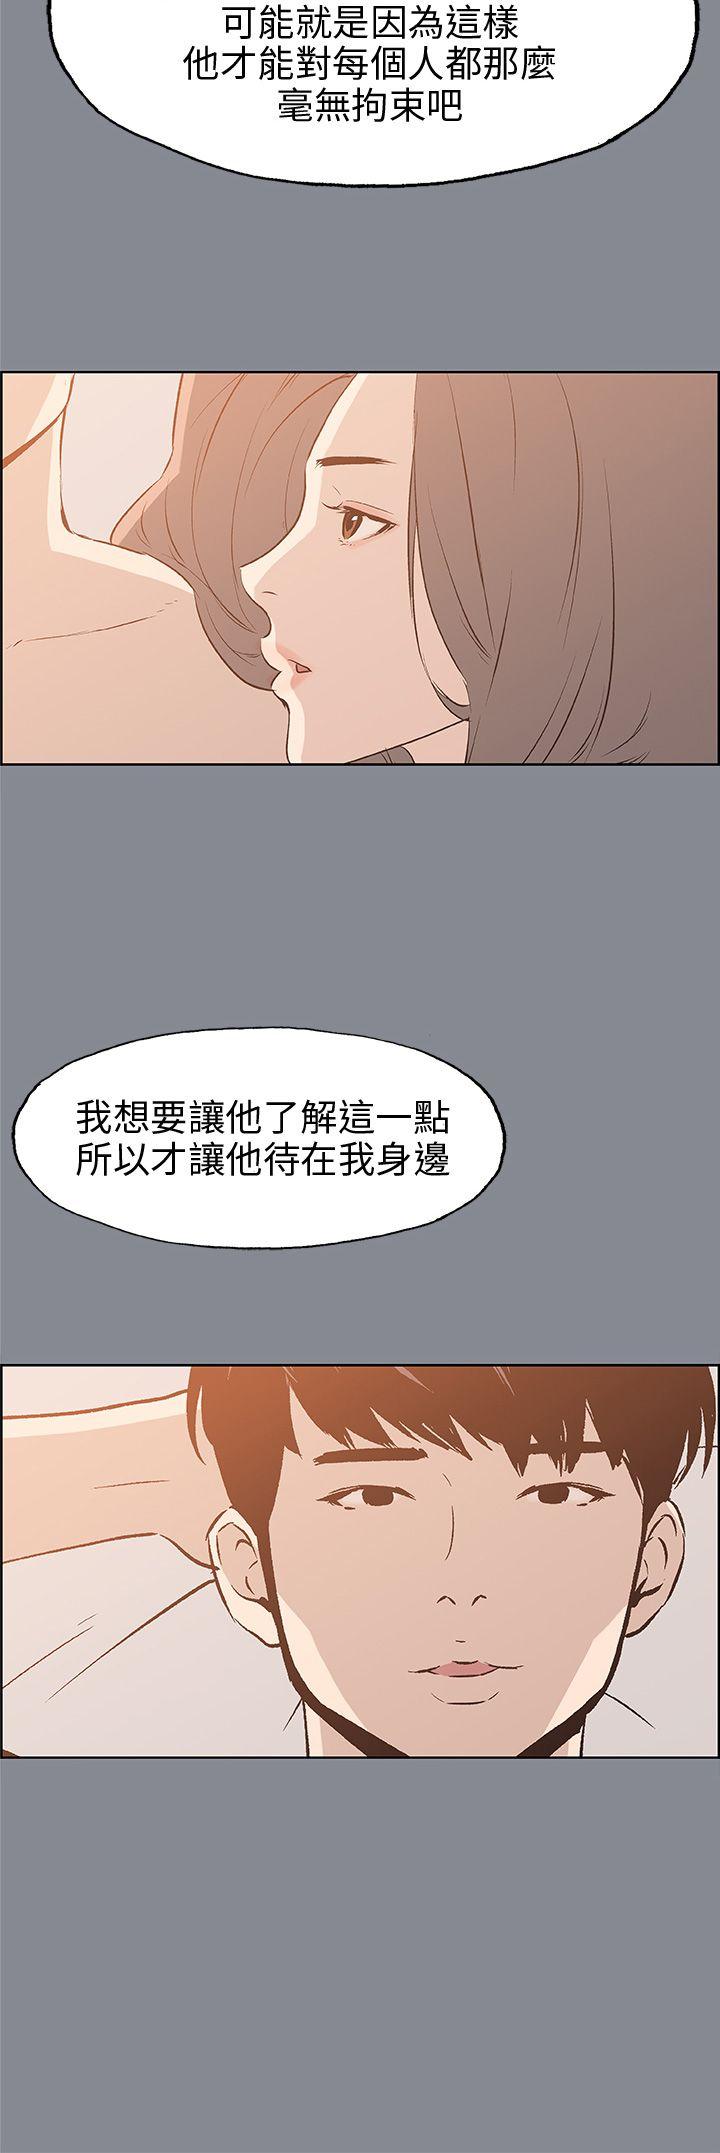 可能就是因為這樣
他才能對每個人都那麼
毫無拘束吧
我想要讓他了解這一點
所以才讓他待在我身邊